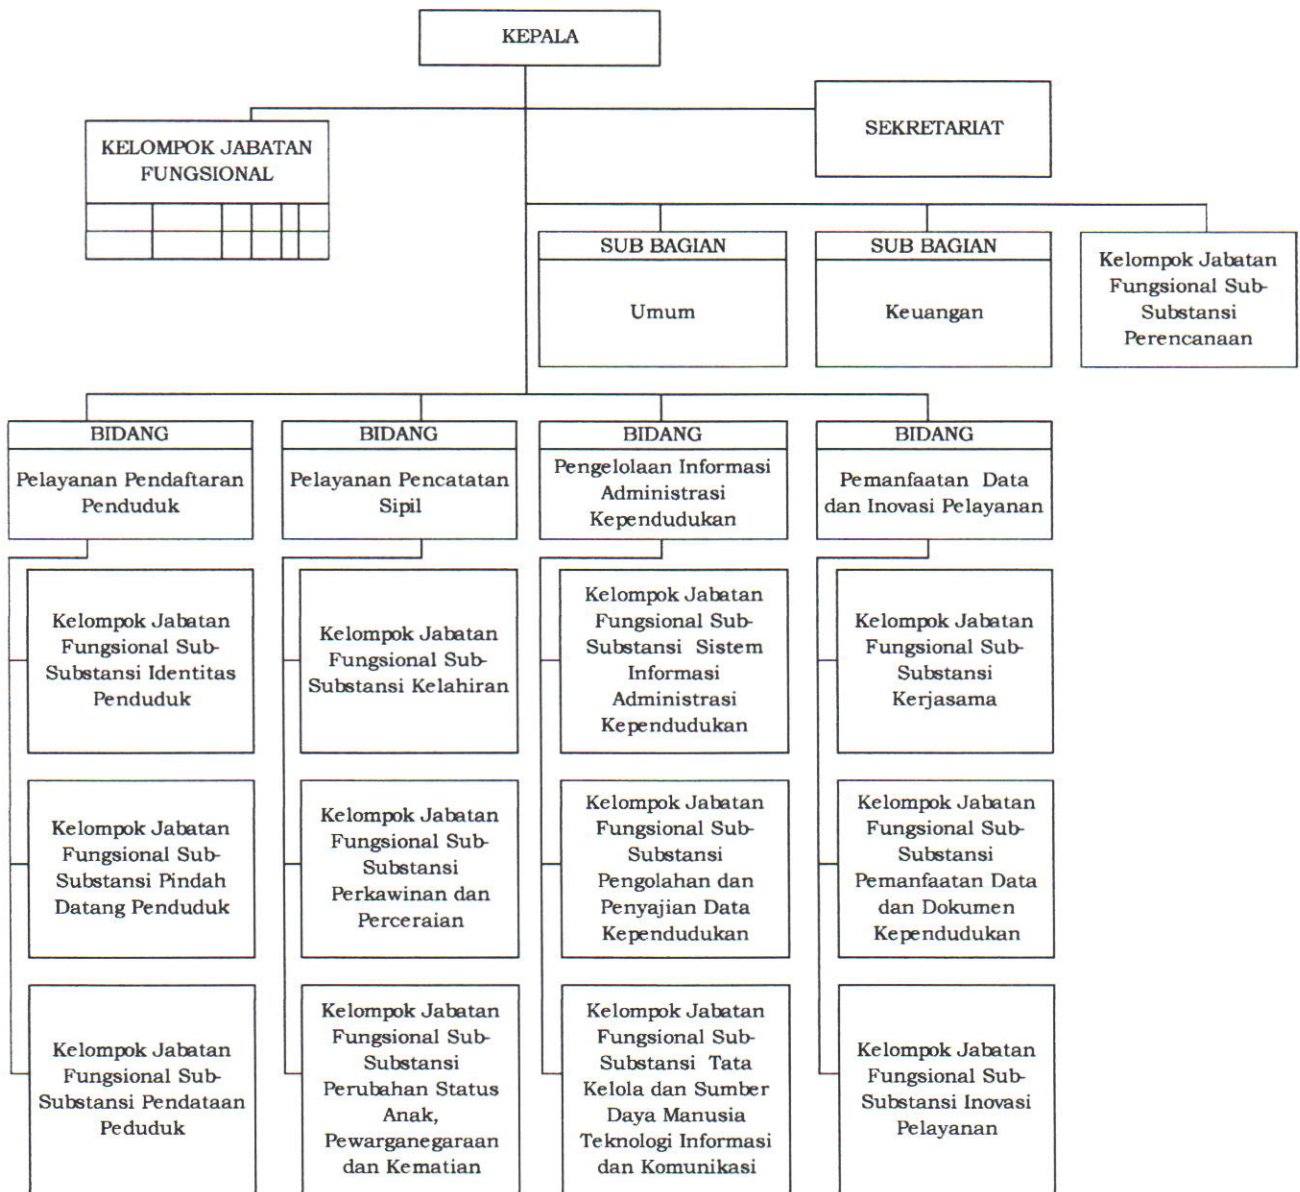 KEPALA
SEKRETARIAT
KELOMPOK JABATAN
FUNGSIONAL
SUB BAGIAN
Umum
SUB BAGIAN
Keuangan
Kelompok Jabatan
Fungsional Sub-
Substansi
Perencanaan
BIDANG
Pelayanan Pendaftaran
Penduduk
BIDANG
Pelayanan Pencatatan
Sipil
BIDANG
Pengelolaan Informasi
Administrasi
Kependudukan
BIDANG
Pemanfaatan Data
dan Inovasi Pelayanan
Kelompok Jabatan
Fungsional Sub-
Substansi Identitas
Penduduk
Kelompok Jabatan
Fungsional Sub-
Substansi Kelahiran
Kelompok Jabatan
Fungsional Sub-
Substansi Sistem
Informasi
Administrasi
Kependudukan
Kelompok Jabatan
Fungsional Sub-
Substansi
Kerjasama
Kelompok Jabatan
Fungsional Sub-
Substansi Pindah
Datang Penduduk
Kelompok Jabatan
Fungsional Sub-
Substansi
Perkawinan dan
Perceraian
Kelompok Jabatan
Fungsional Sub-
Substansi
Pengolahan dan
Penyajian Data
Kependudukan
Kelompok Jabatan
Fungsional Sub-
Substansi
Pemanfaatan Data
dan Dokumen
Kependudukan
Kelompok Jabatan
Fungsional Sub-
Substansi Pendataan
Peduduk
Kelompok Jabatan
Fungsional Sub-
Substansi
Perubahan Status
Anak,
Pewarganegaraan
dan Kematian
Kelompok Jabatan
Fungsional Sub-
Substansi Tata
Kelola dan Sumber
Daya Manusia
Teknologi Informasi
dan Komunikasi
Kelompok Jabatan
Fungsional Sub-
Substansi Inovasi
Pelayanan